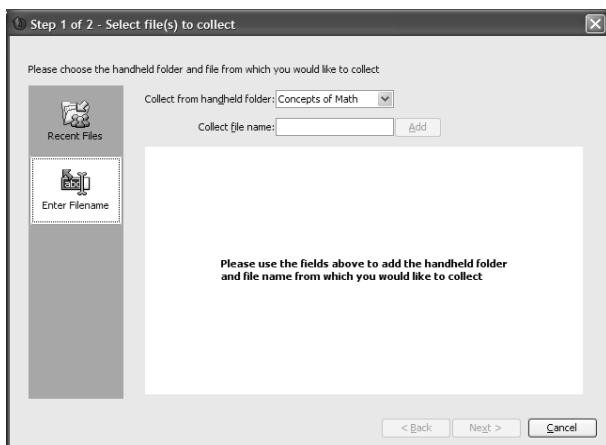 Step 1 of 2 - Select file(s) to collect
Please choose the handheld folder and file from which you would like to collect
Collect from handheld folder: Concepts of Math
Recent Files
Collect file name: Add
abc
Enter Filename
Please use the fields above to add the handheld folder
and file name from which you would like to collect
< Back Next > Cancel